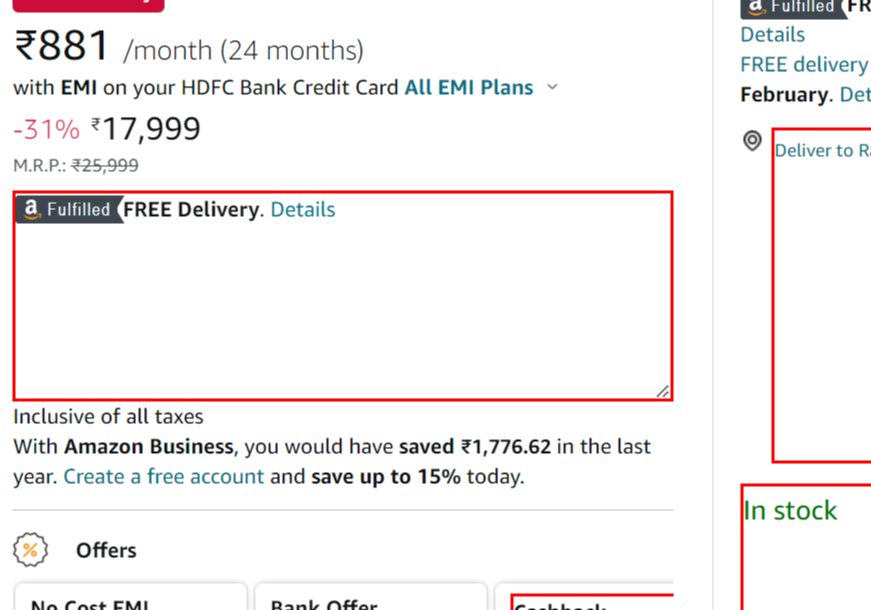 ₹881 /month (24 months)
with EMI on your HDFC Bank Credit Card All EMI Plans
-31% ₹17,999
M.R.P.: ₹25,999
a Fulfilled FREE Delivery. Details
Inclusive of all taxes
With Amazon Business, you would have saved ₹1,776.62 in the last
year. Create a free account and save up to 15% today.
Offers
No Cost EMI
Bank Offer
Cashback
a Fulfilled FR
Details
FREE delivery
February. Det
Deliver to Ra
In stock